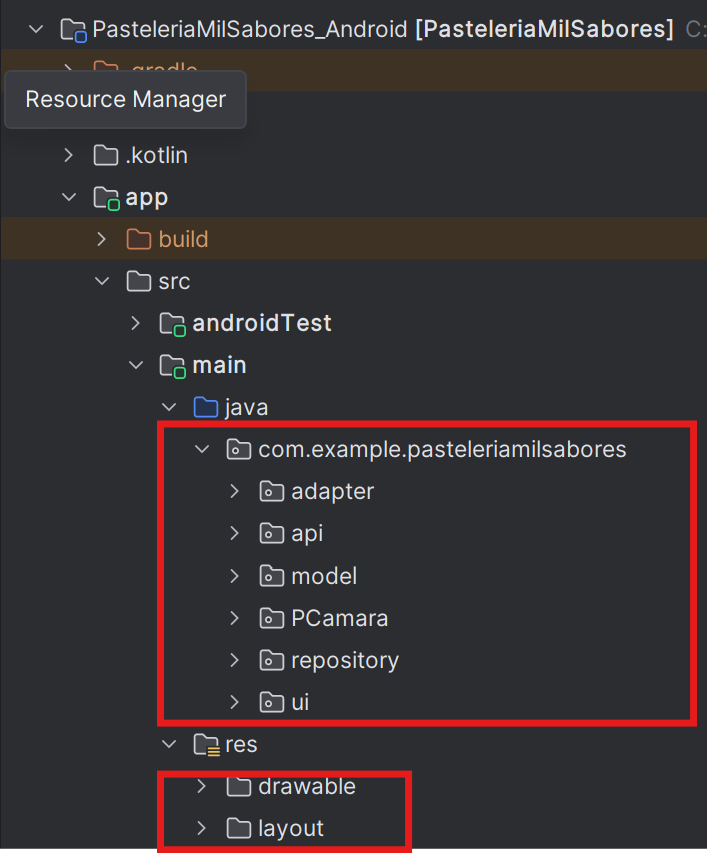 PasteleriaMilSabores_Android [PasteleriaMilSabores] C:
.gradle
Resource Manager
.kotlin
app
build
src
androidTest
main
java
com.example.pasteleriamilsabores
adapter
api
model
PCamara
repository
ui
res
drawable
layout